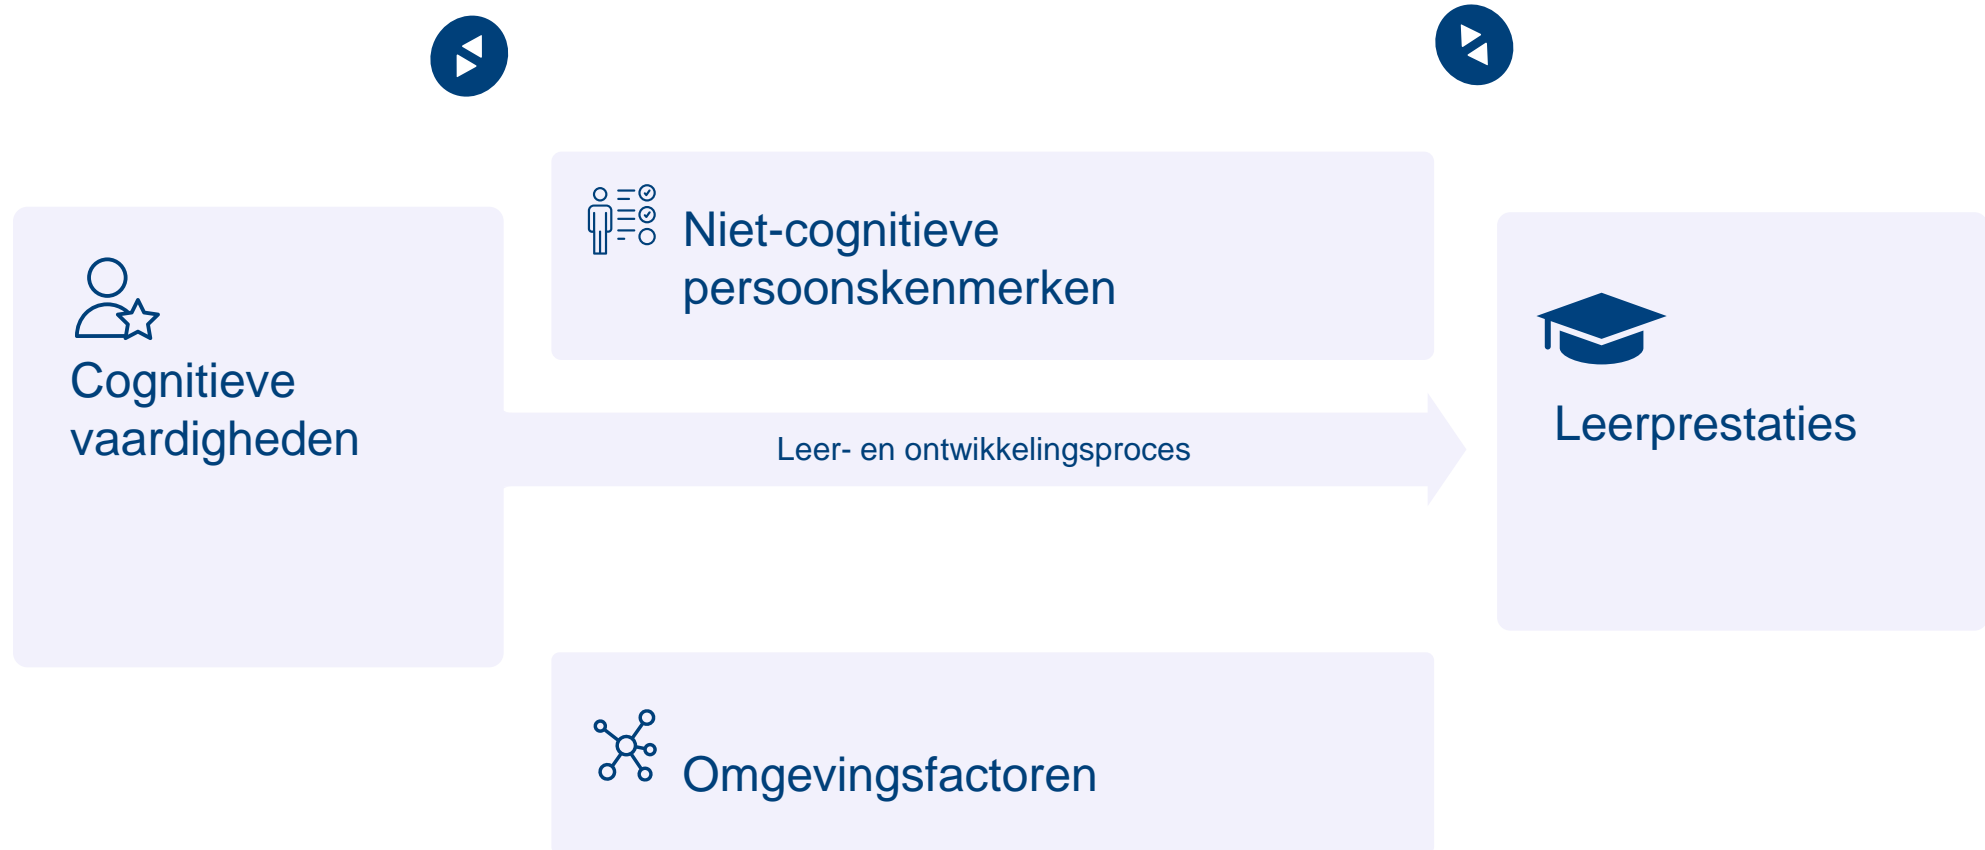 Niet-cognitieve
persoonskenmerken
Cognitieve
vaardigheden
Leer- en ontwikkelingsproces
Leerprestaties
Omgevingsfactoren